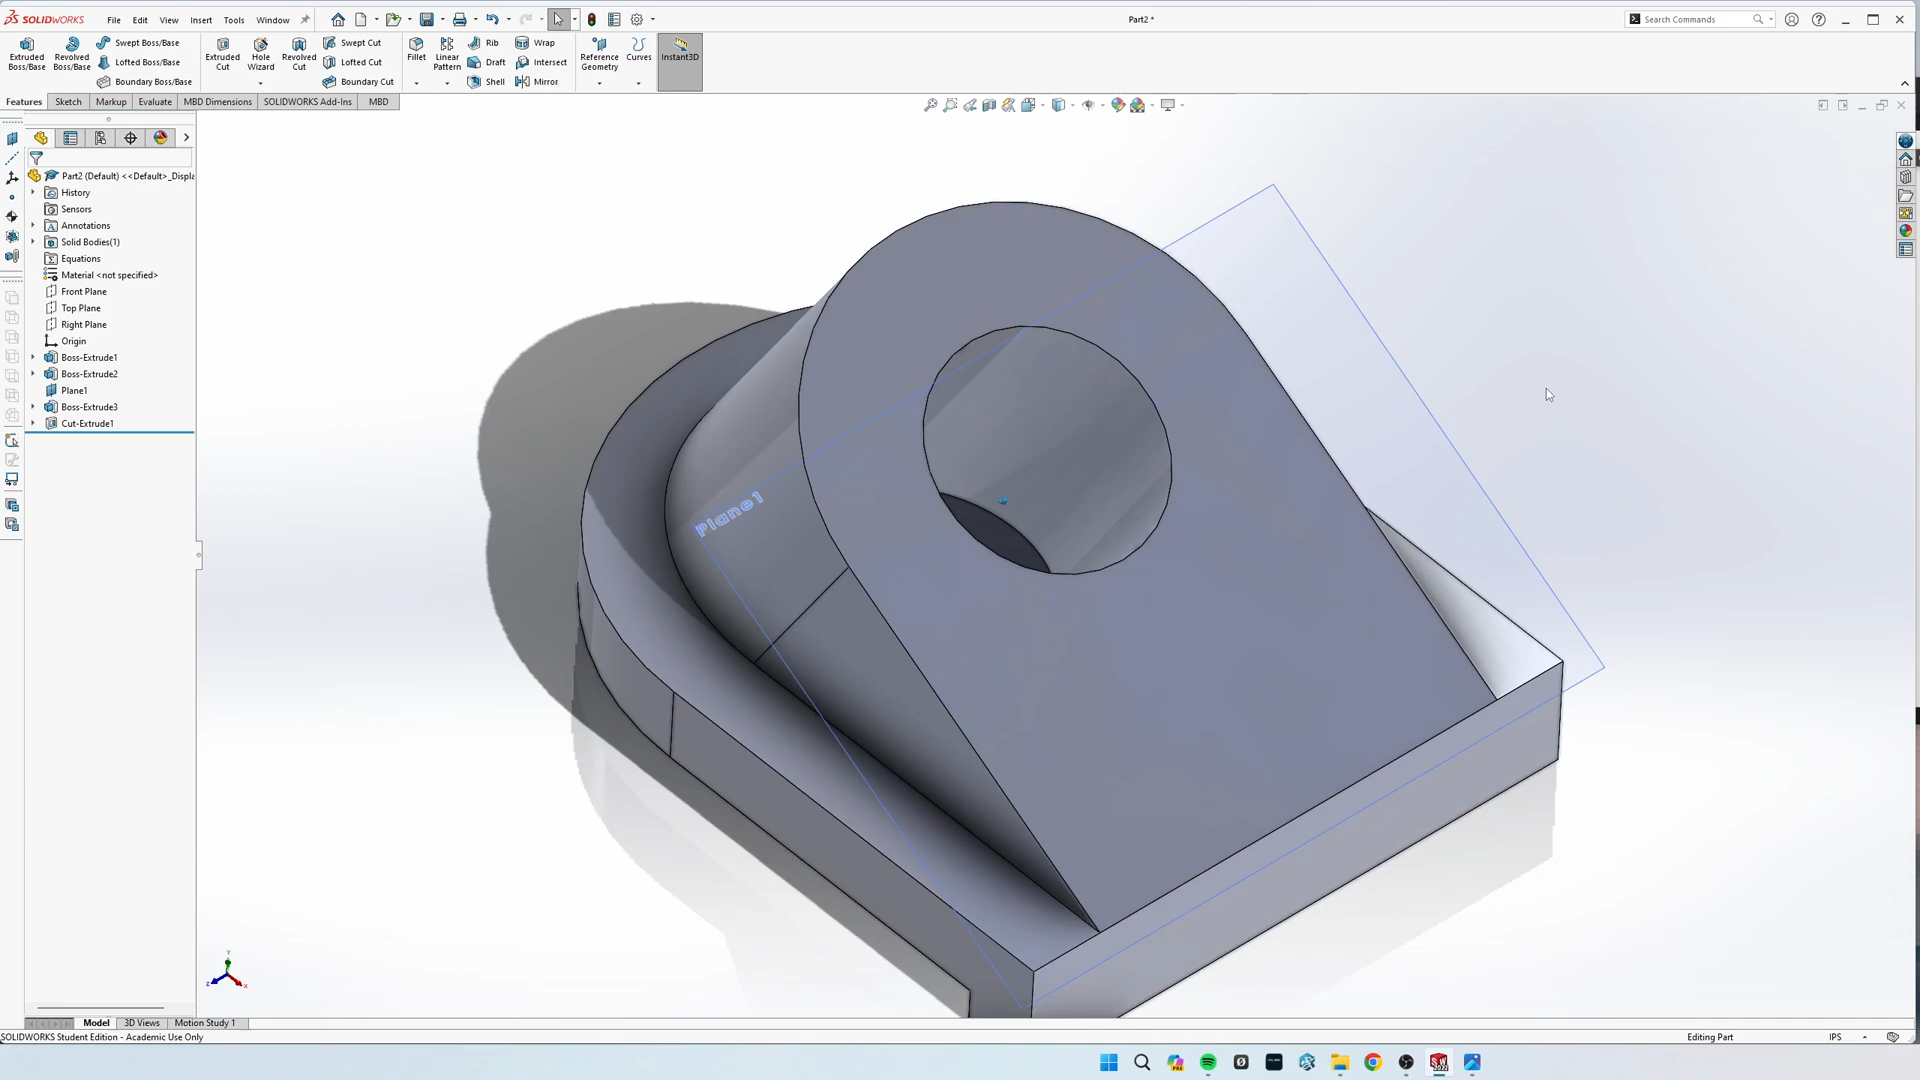 SOLIDWORKS File Edit View Insert Tools Window Part2 * Search Commands
Extruded Boss/Base Revolved Boss/Base Swept Boss/Base Lofted Boss/Base Boundary Boss/Base Extruded Cut Hole Wizard Revolved Cut Swept Cut Lofted Cut Boundary Cut Fillet Linear Pattern Rib Draft Shell Wrap Intersect Mirror Reference Geometry Curves Instant3D
Features Sketch Markup Evaluate MBD Dimensions SOLIDWORKS Add-Ins MBD
Part2 (Default) <<Default>_Displa
History
Sensors
Annotations
Solid Bodies(1)
Equations
Material <not specified>
Front Plane
Top Plane
Right Plane
Origin
Boss-Extrude1
Boss-Extrude2
Plane1
Boss-Extrude3
Cut-Extrude1
Plane1
Y
Z X
Model 3D Views Motion Study 1
SOLIDWORKS Student Edition - Academic Use Only Editing Part IPS